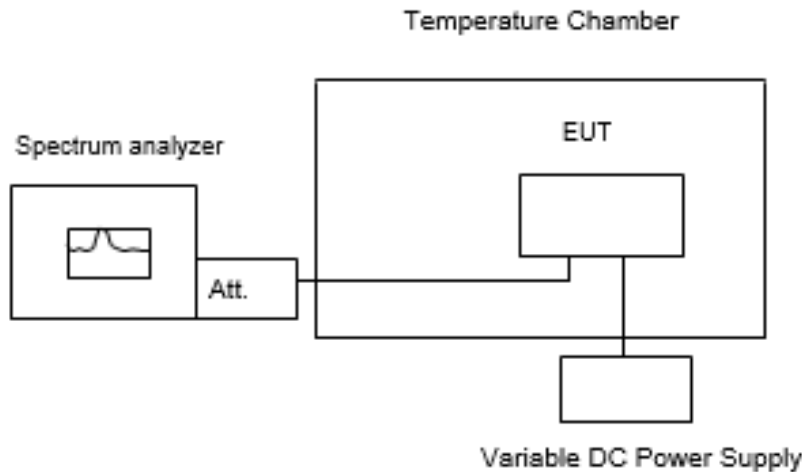 Temperature Chamber
Spectrum analyzer
EUT
Att.
Variable DC Power Supply